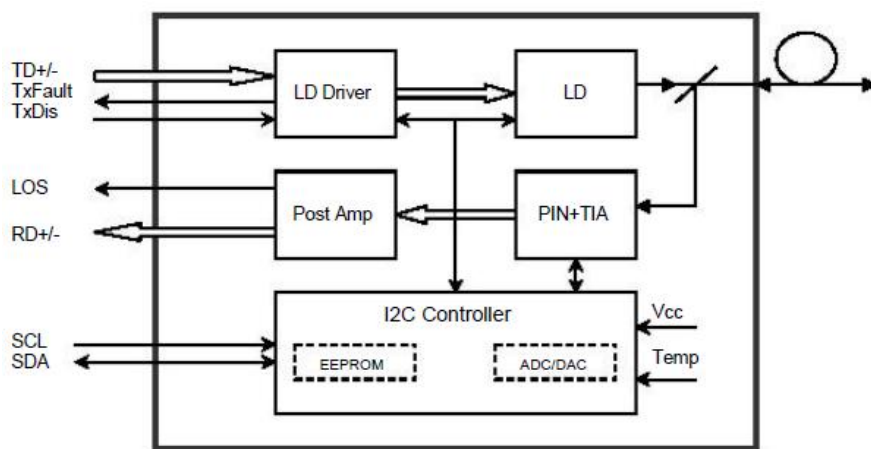 TD+/-
TxFault
TxDis
LD Driver
LD
LOS
RD+/-
Post Amp
PIN+TIA
I2C Controller
SCL
SDA
EEPROM
ADC/DAC
Vcc
Temp